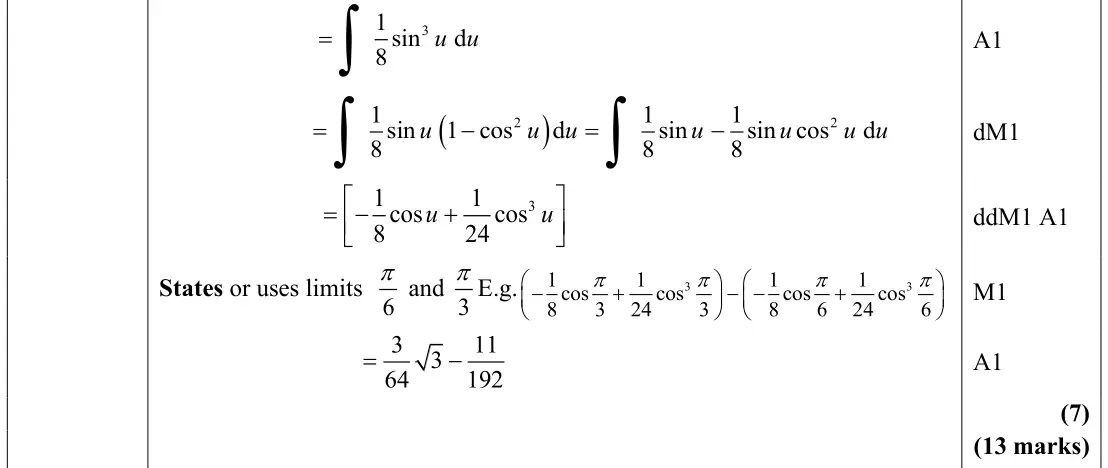 = ∫ 1/8 sin³ u du A1
= ∫ 1/8 sin u (1 − cos² u) du = ∫ 1/8 sin u − 1/8 sin u cos² u du dM1
= [−1/8 cos u + 1/24 cos³ u] ddM1 A1
States or uses limits π/6 and π/3 E.g. (−1/8 cos π/3 + 1/24 cos³ π/3) − (−1/8 cos π/6 + 1/24 cos³ π/6) M1
= 3/64 √3 − 11/192 A1
(7)
(13 marks)